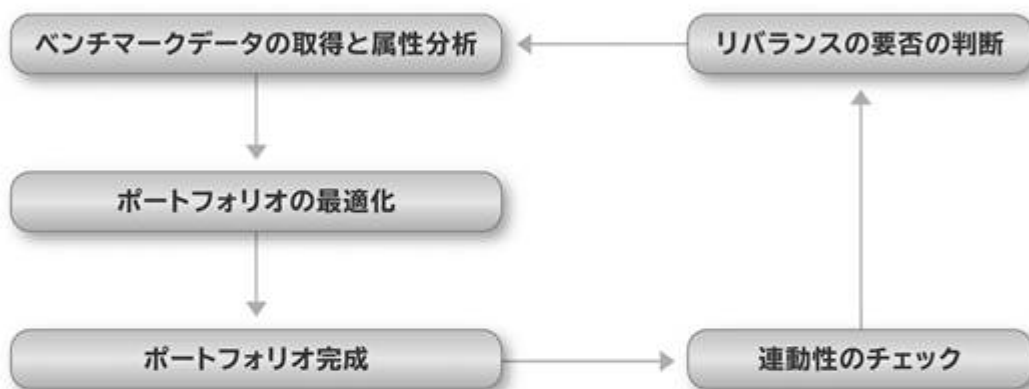 ベンチマークデータの取得と属性分析
リバランスの要否の判断
ポートフォリオの最適化
ポートフォリオ完成
連動性のチェック